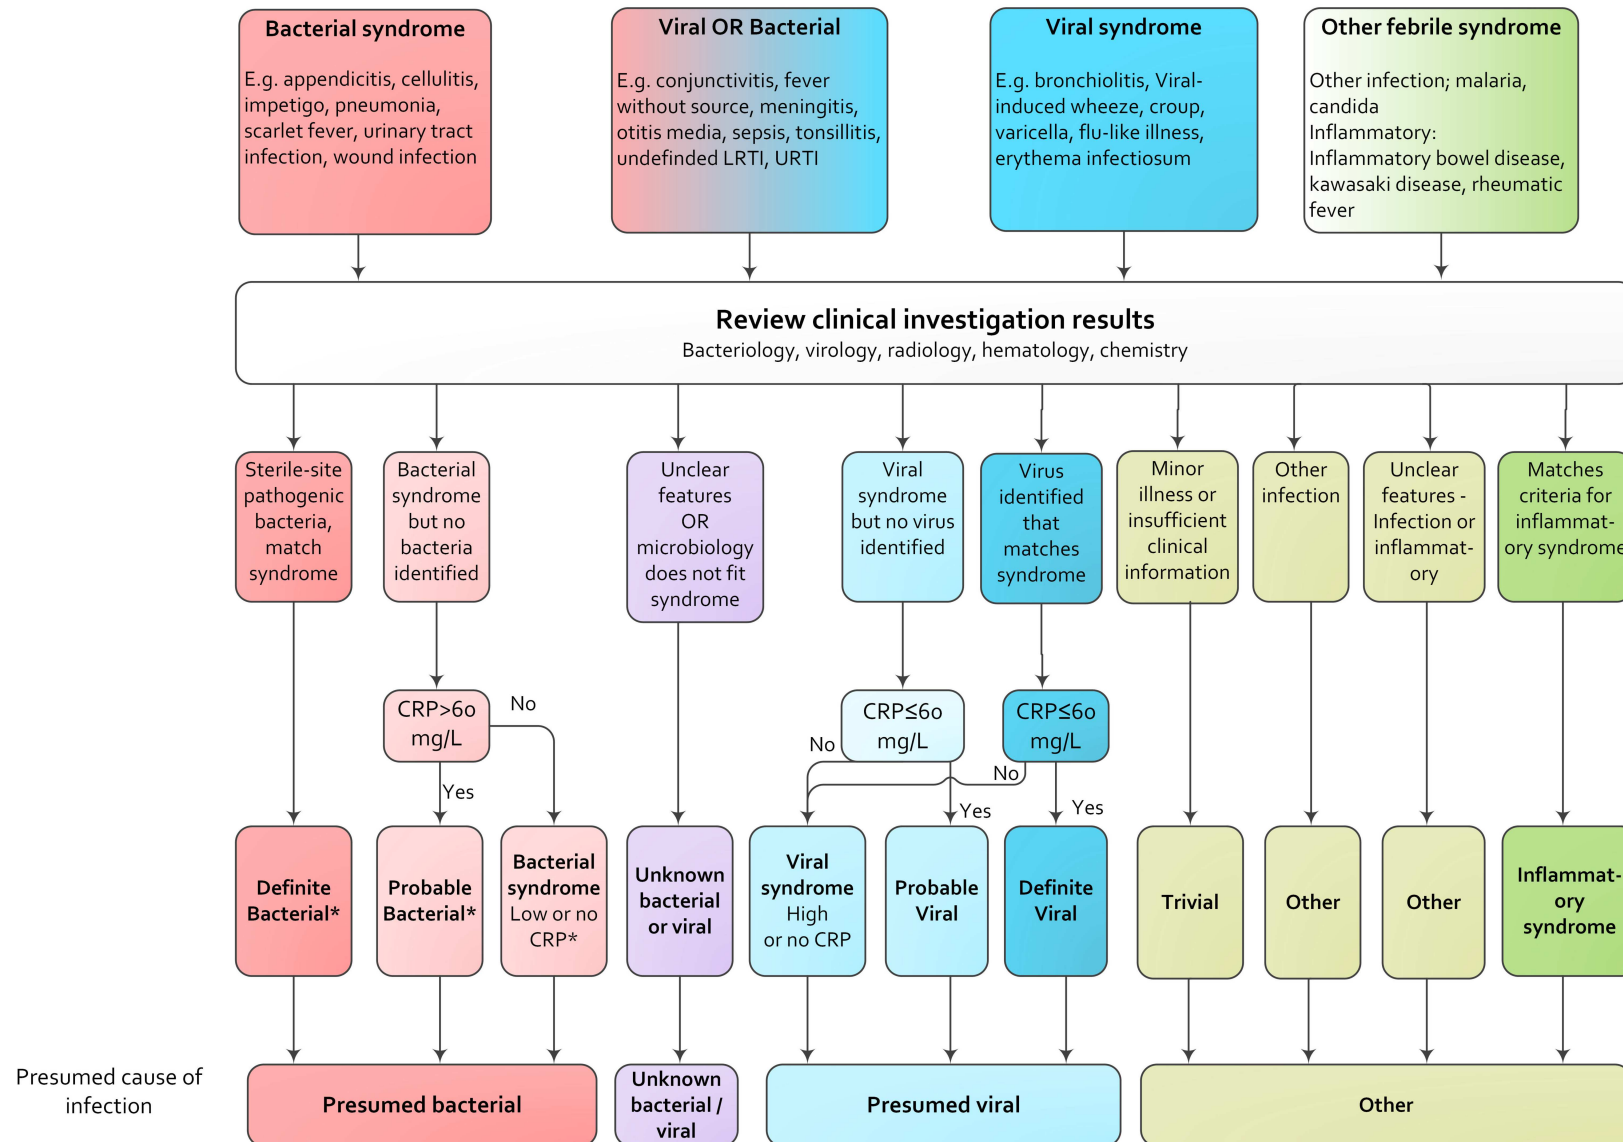 Bacterial syndrome
E.g. appendicitis, cellulitis,
impetigo, pneumonia,
scarlet fever, urinary tract
infection, wound infection
Viral OR Bacterial
E.g. conjunctivitis, fever
without source, meningitis,
otitis media, sepsis, tonsillitis,
undefinded LRTI, URTI
Viral syndrome
E.g. bronchiolitis, Viral-
induced wheeze, croup,
varicella, flu-like illness,
erythema infectiosum
Other febrile syndrome
Other infection; malaria,
candida
Inflammatory:
Inflammatory bowel disease,
kawasaki disease, rheumatic
fever
Review clinical investigation results
Bacteriology, virology, radiology, hematology, chemistry
Sterile-site
pathogenic
bacteria,
match
syndrome
Bacterial
syndrome
but no
bacteria
identified
Unclear
features
OR
microbiology
does not fit
syndrome
Viral
syndrome
but no virus
identified
Virus
identified
that
matches
syndrome
Minor
illness or
insufficient
clinical
information
Other
infection
Unclear
features -
Infection or
inflammat-
ory
Matches
criteria for
inflammat-
ory syndrome
CRP>60
mg/L
No
Yes
CRP≤60
mg/L
No
Yes
CRP≤60
mg/L
No
Yes
Definite
Bacterial*
Probable
Bacterial*
Bacterial
syndrome
Low or no
CRP*
Unknown
bacterial
or viral
Viral
syndrome
High
or no CRP
Probable
Viral
Definite
Viral
Trivial
Other
Other
Inflammat-
ory
syndrome
Presumed cause of
infection
Presumed bacterial
Unknown
bacterial /
viral
Presumed viral
Other